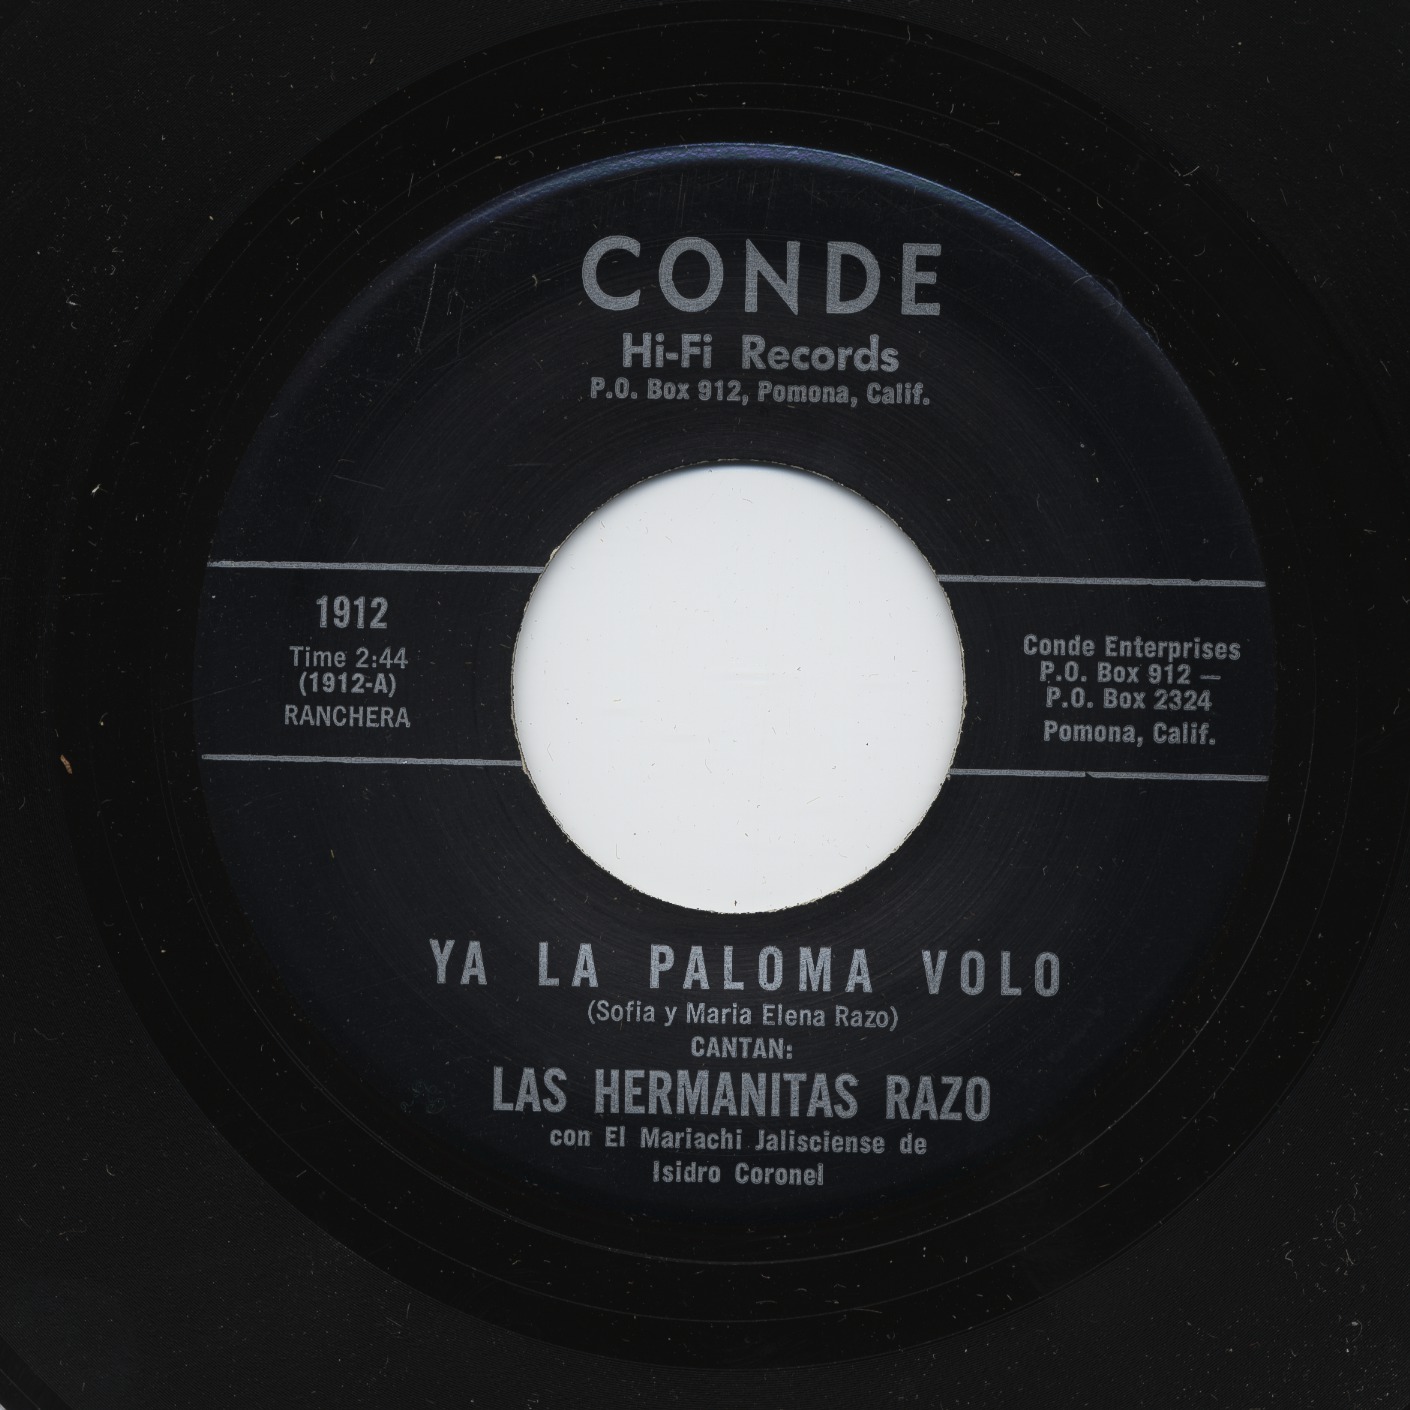 CONDE
Hi-Fi Records
P.O. Box 912, Pomona, Calif.
1912
Time 2:44
(1912-A)
RANCHERA
Conde Enterprises
P.O. Box 912 —
P.O. Box 2324
Pomona, Calif.
YA LA PALOMA VOLO
(Sofia y Maria Elena Razo)
CANTAN:
LAS HERMANITAS RAZO
con El Mariachi Jalisciense de
Isidro Coronel